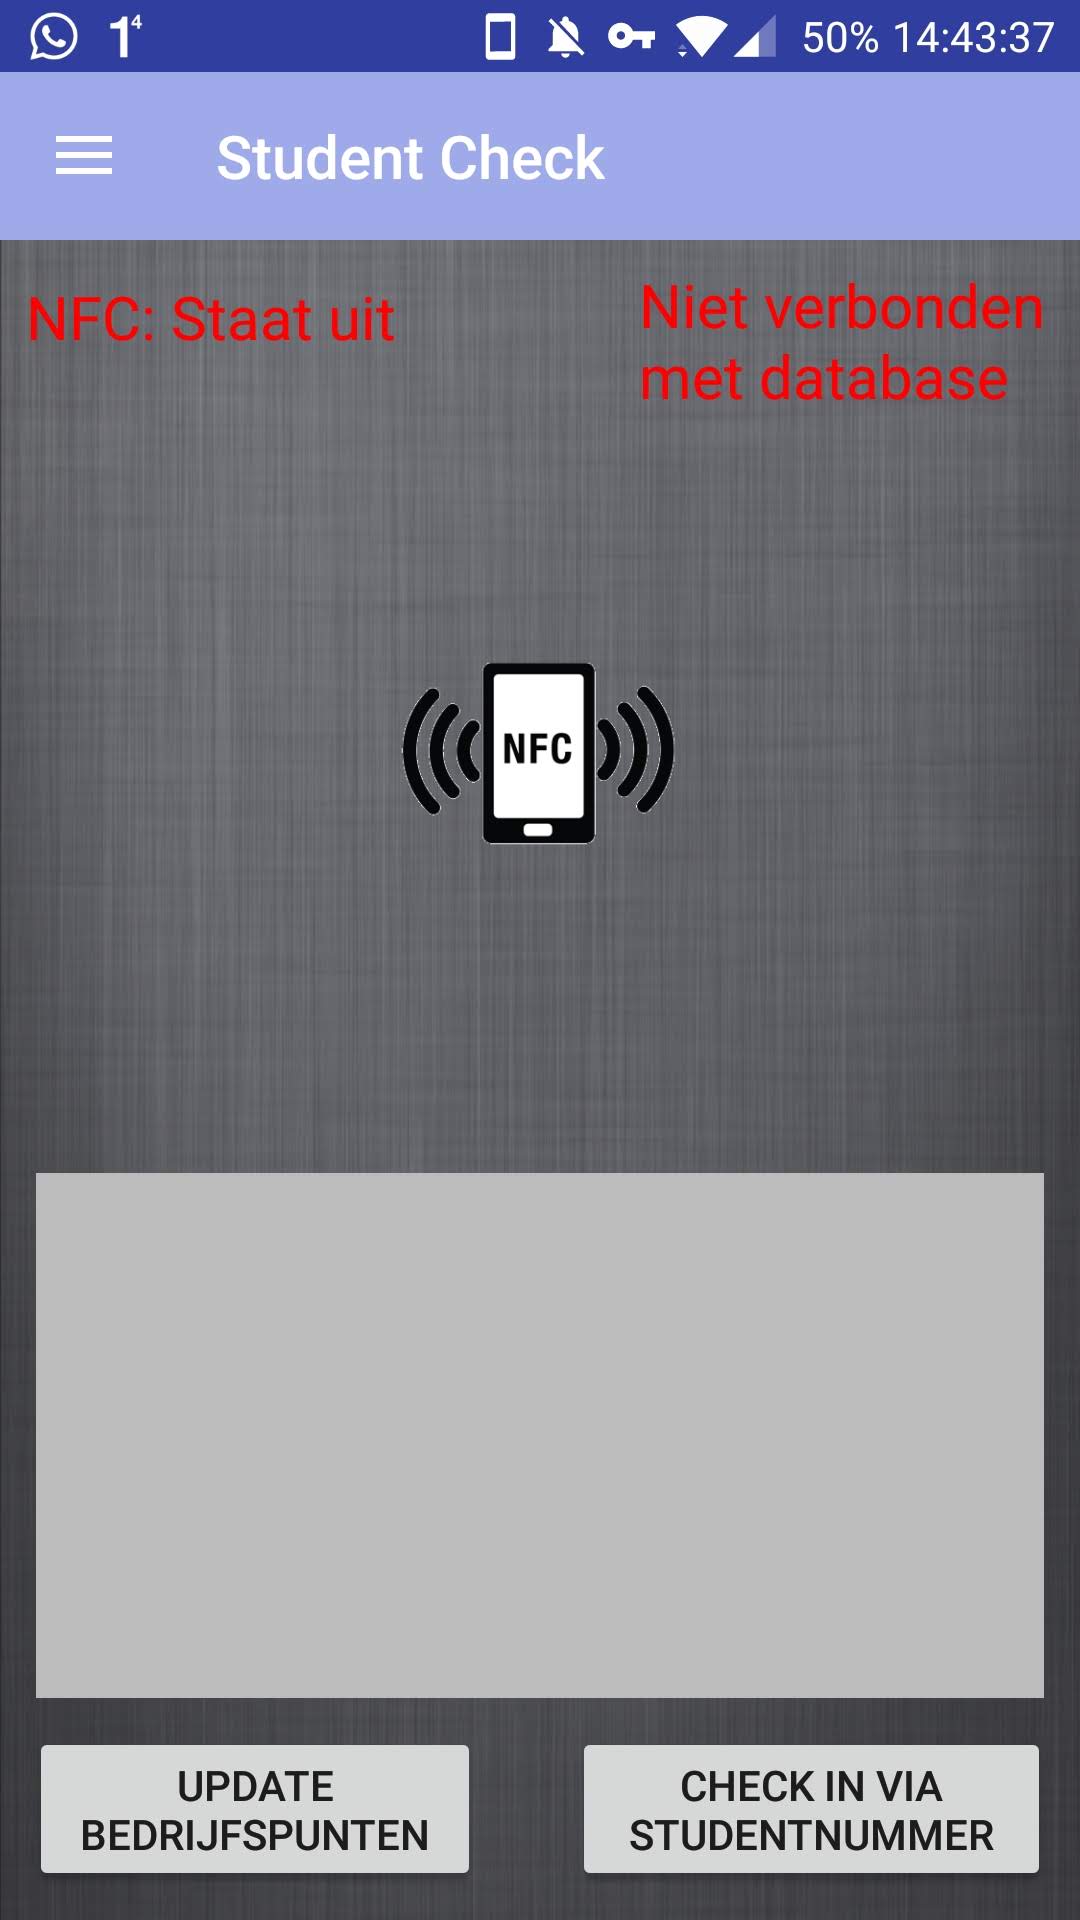 1⁴ 50% 14:43:37
Student Check
NFC: Staat uit
Niet verbonden
met database
NFC
UPDATE
BEDRIJFSPUNTEN
CHECK IN VIA
STUDENTNUMMER